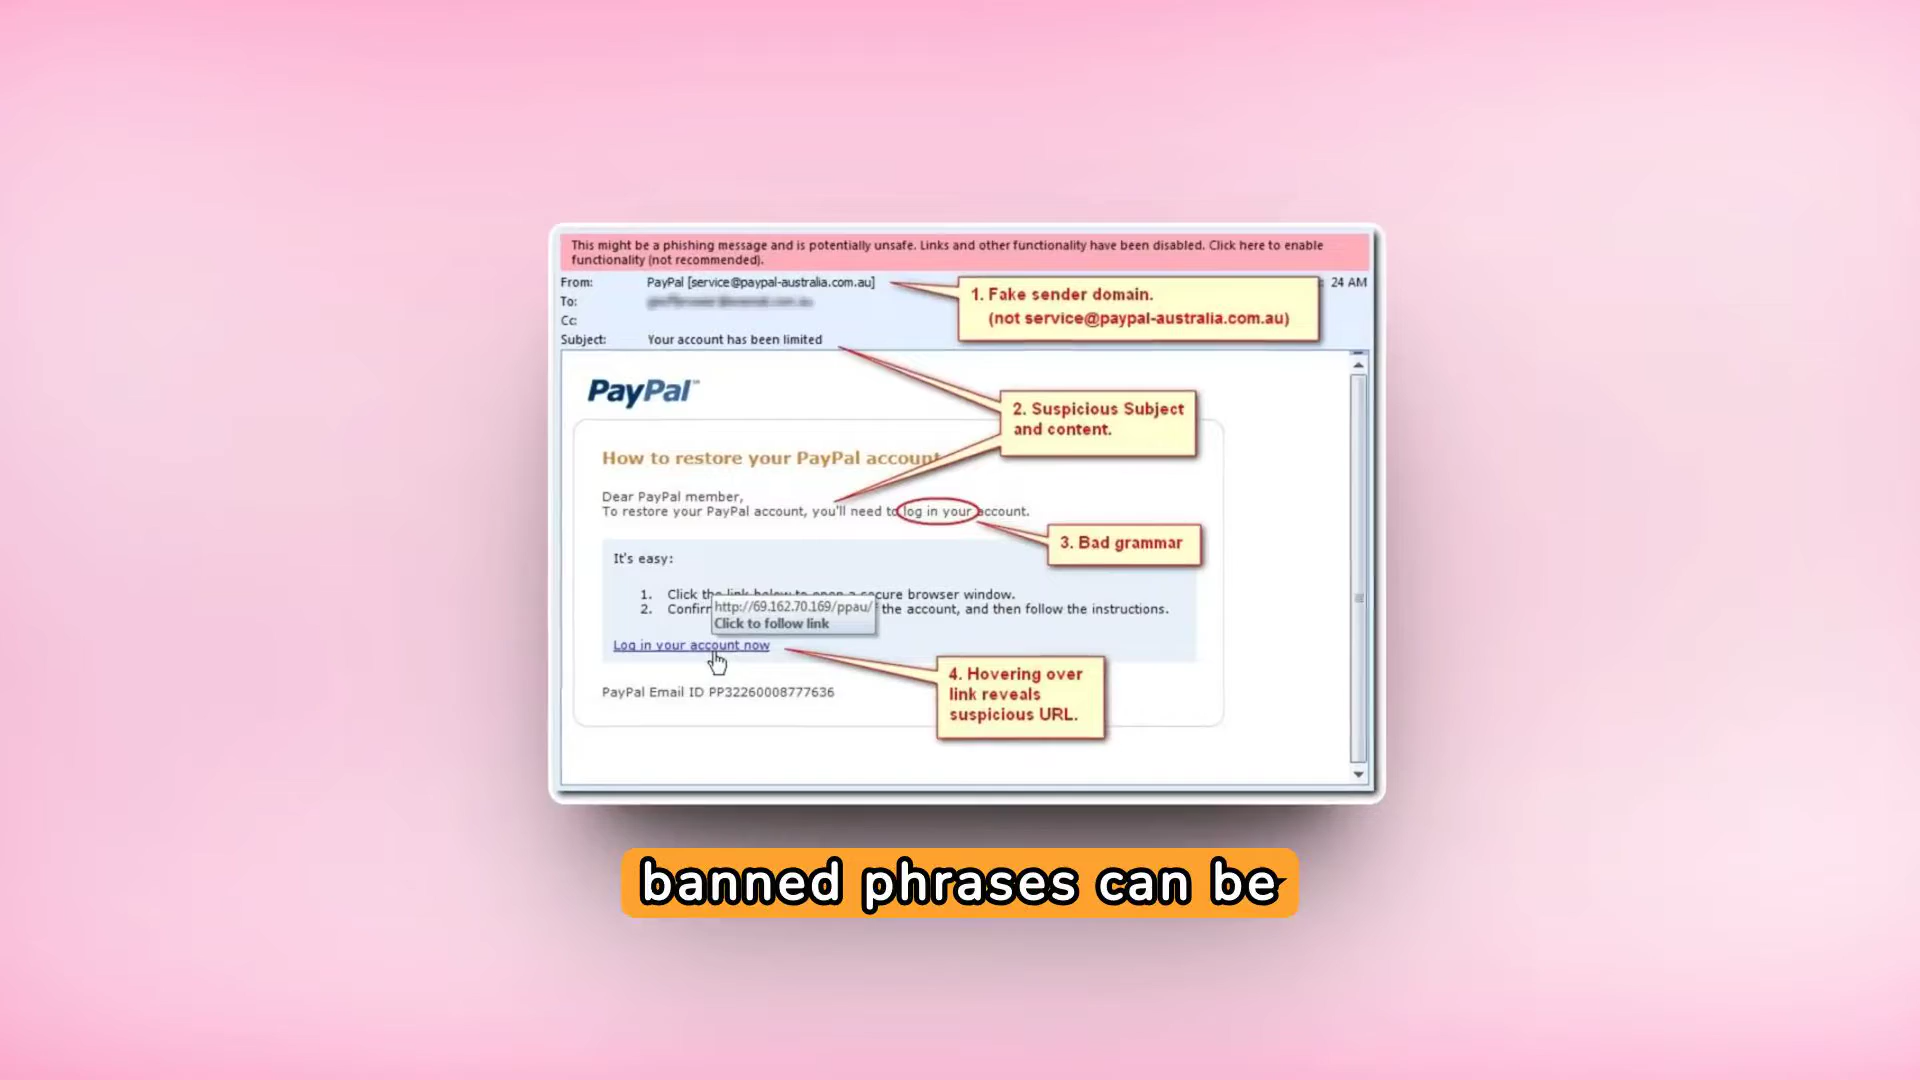 This might be a phishing message and is potentially unsafe. Links and other functionality have been disabled. Click here to enable
functionality (not recommended).
From: PayPal [service@paypal-australia.com.au]
24 AM
To:
Cc:
Subject: Your account has been limited
1. Fake sender domain.
(not service@paypal-australia.com.au)
PayPal
2. Suspicious Subject
and content.
How to restore your PayPal account
Dear PayPal member,
To restore your PayPal account, you'll need to log in your account.
3. Bad grammar
It's easy:
1. Click the link below to open a secure browser window.
2. Confirm the account, and then follow the instructions.
http://69.162.70.169/ppau/
Click to follow link
Log in your account now
4. Hovering over
link reveals
suspicious URL.
PayPal Email ID PP32260008777636
banned phrases can be